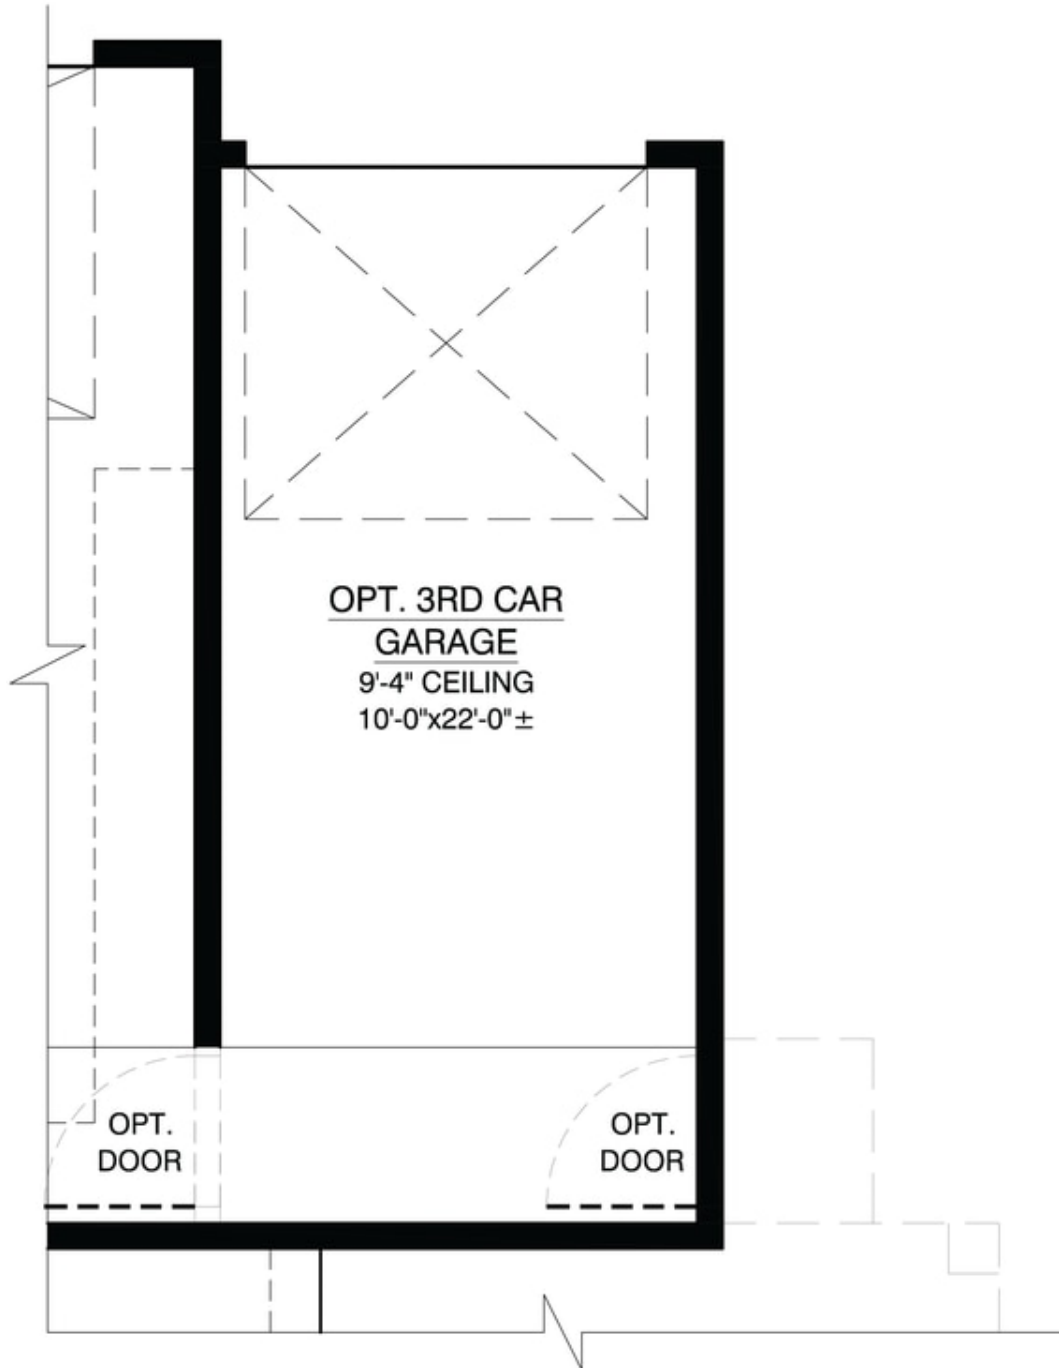 OPT. 3RD CAR
GARAGE
9'-4" CEILING
10'-0"x22'-0"±
OPT.
DOOR
OPT.
DOOR